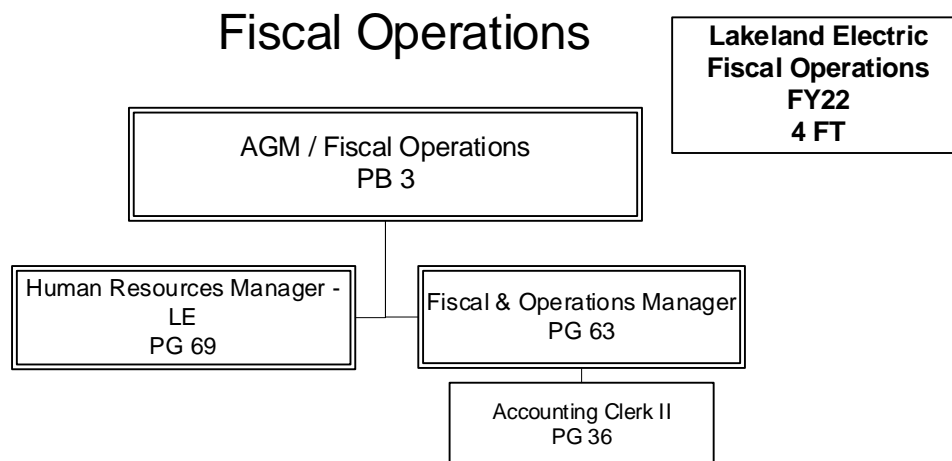 Fiscal Operations
Lakeland Electric
Fiscal Operations
FY22
4 FT
AGM / Fiscal Operations
PB 3
Human Resources Manager -
LE
PG 69
Fiscal & Operations Manager
PG 63
Accounting Clerk II
PG 36